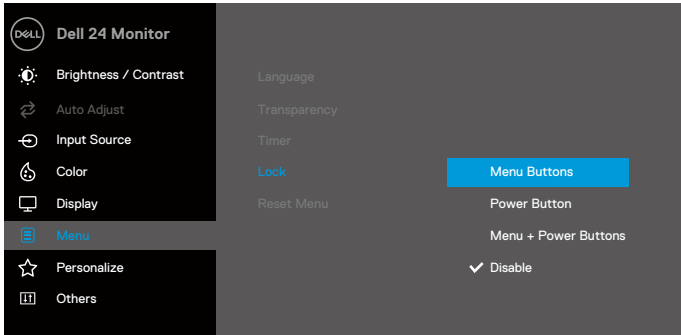 DELL
Dell 24 Monitor
Brightness / Contrast
Auto Adjust
Input Source
Color
Display
Menu
Personalize
Others
Language
Transparency
Timer
Lock
Reset Menu
Menu Buttons
Power Button
Menu + Power Buttons
Disable